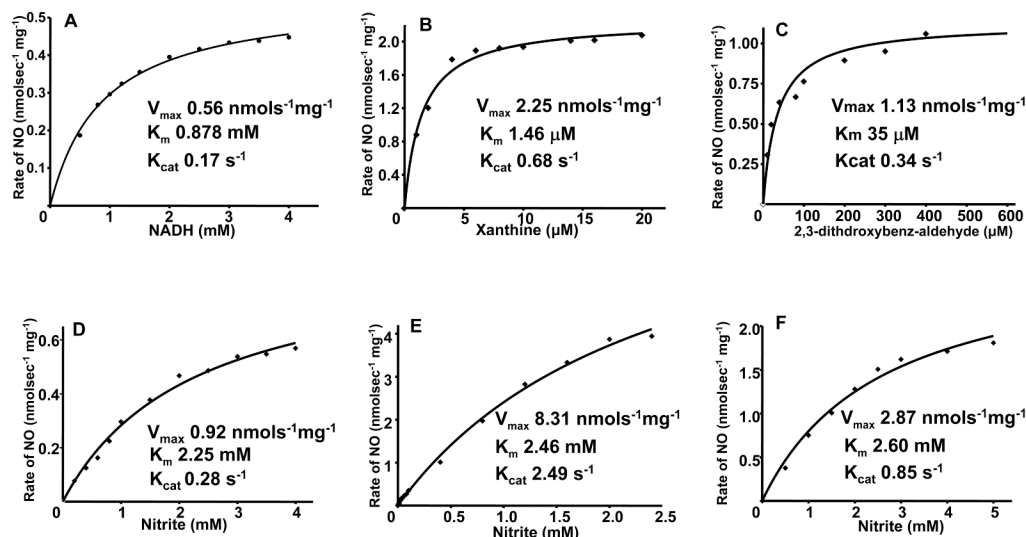 A
Rate of NO (nmolsec⁻¹ mg⁻¹)
0.5
0.4
0.3
0.2
0.1
0
V_max 0.56 nmols⁻¹mg⁻¹
K_m 0.878 mM
K_cat 0.17 s⁻¹
0 1 2 3 4
NADH (mM)
B
Rate of NO (nmolsec⁻¹ mg⁻¹)
2.0
1.6
1.2
0.8
0.4
V_max 2.25 nmols⁻¹mg⁻¹
K_m 1.46 μM
K_cat 0.68 s⁻¹
0 5 10 15 20
Xanthine (μM)
C
Rate of NO (nmolsec⁻¹ mg⁻¹)
1.00
0.75
0.50
0.25
Vmax 1.13 nmols⁻¹mg⁻¹
Km 35 μM
Kcat 0.34 s⁻¹
0 100 200 300 400 500 600
2,3-dithdroxybenz-aldehyde (μM)
D
Rate of NO (nmolsec⁻¹ mg⁻¹)
0.6
0.4
0.2
V_max 0.92 nmols⁻¹mg⁻¹
K_m 2.25 mM
K_cat 0.28 s⁻¹
0 1 2 3 4
Nitrite (mM)
E
Rate of NO (nmolsec⁻¹ mg⁻¹)
4
3
2
1
0
V_max 8.31 nmols⁻¹mg⁻¹
K_m 2.46 mM
K_cat 2.49 s⁻¹
0.0 0.5 1.0 1.5 2.0 2.5
Nitrite (mM)
F
Rate of NO (nmolsec⁻¹ mg⁻¹)
2.0
1.5
1.0
0.5
V_max 2.87 nmols⁻¹mg⁻¹
K_m 2.60 mM
K_cat 0.85 s⁻¹
0 1 2 3 4 5
Nitrite (mM)